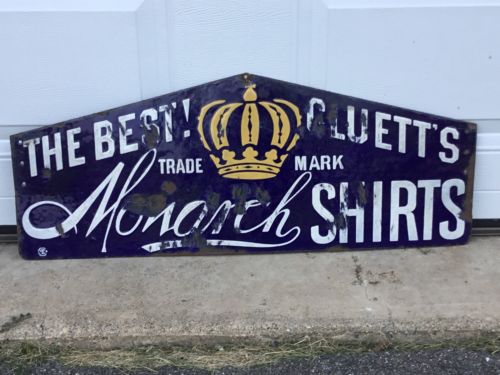 THE BEST! CLUETT'S
TRADE MARK
Monarch SHIRTS